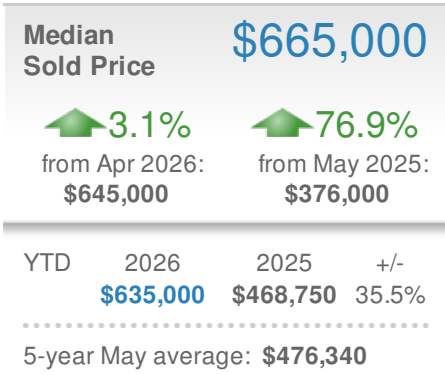 Median $665,000
Sold Price
3.1% 76.9%
from Apr 2026: from May 2025:
$645,000 $376,000
YTD 2026 2025 +/-
$635,000 $468,750 35.5%
5-year May average: $476,340